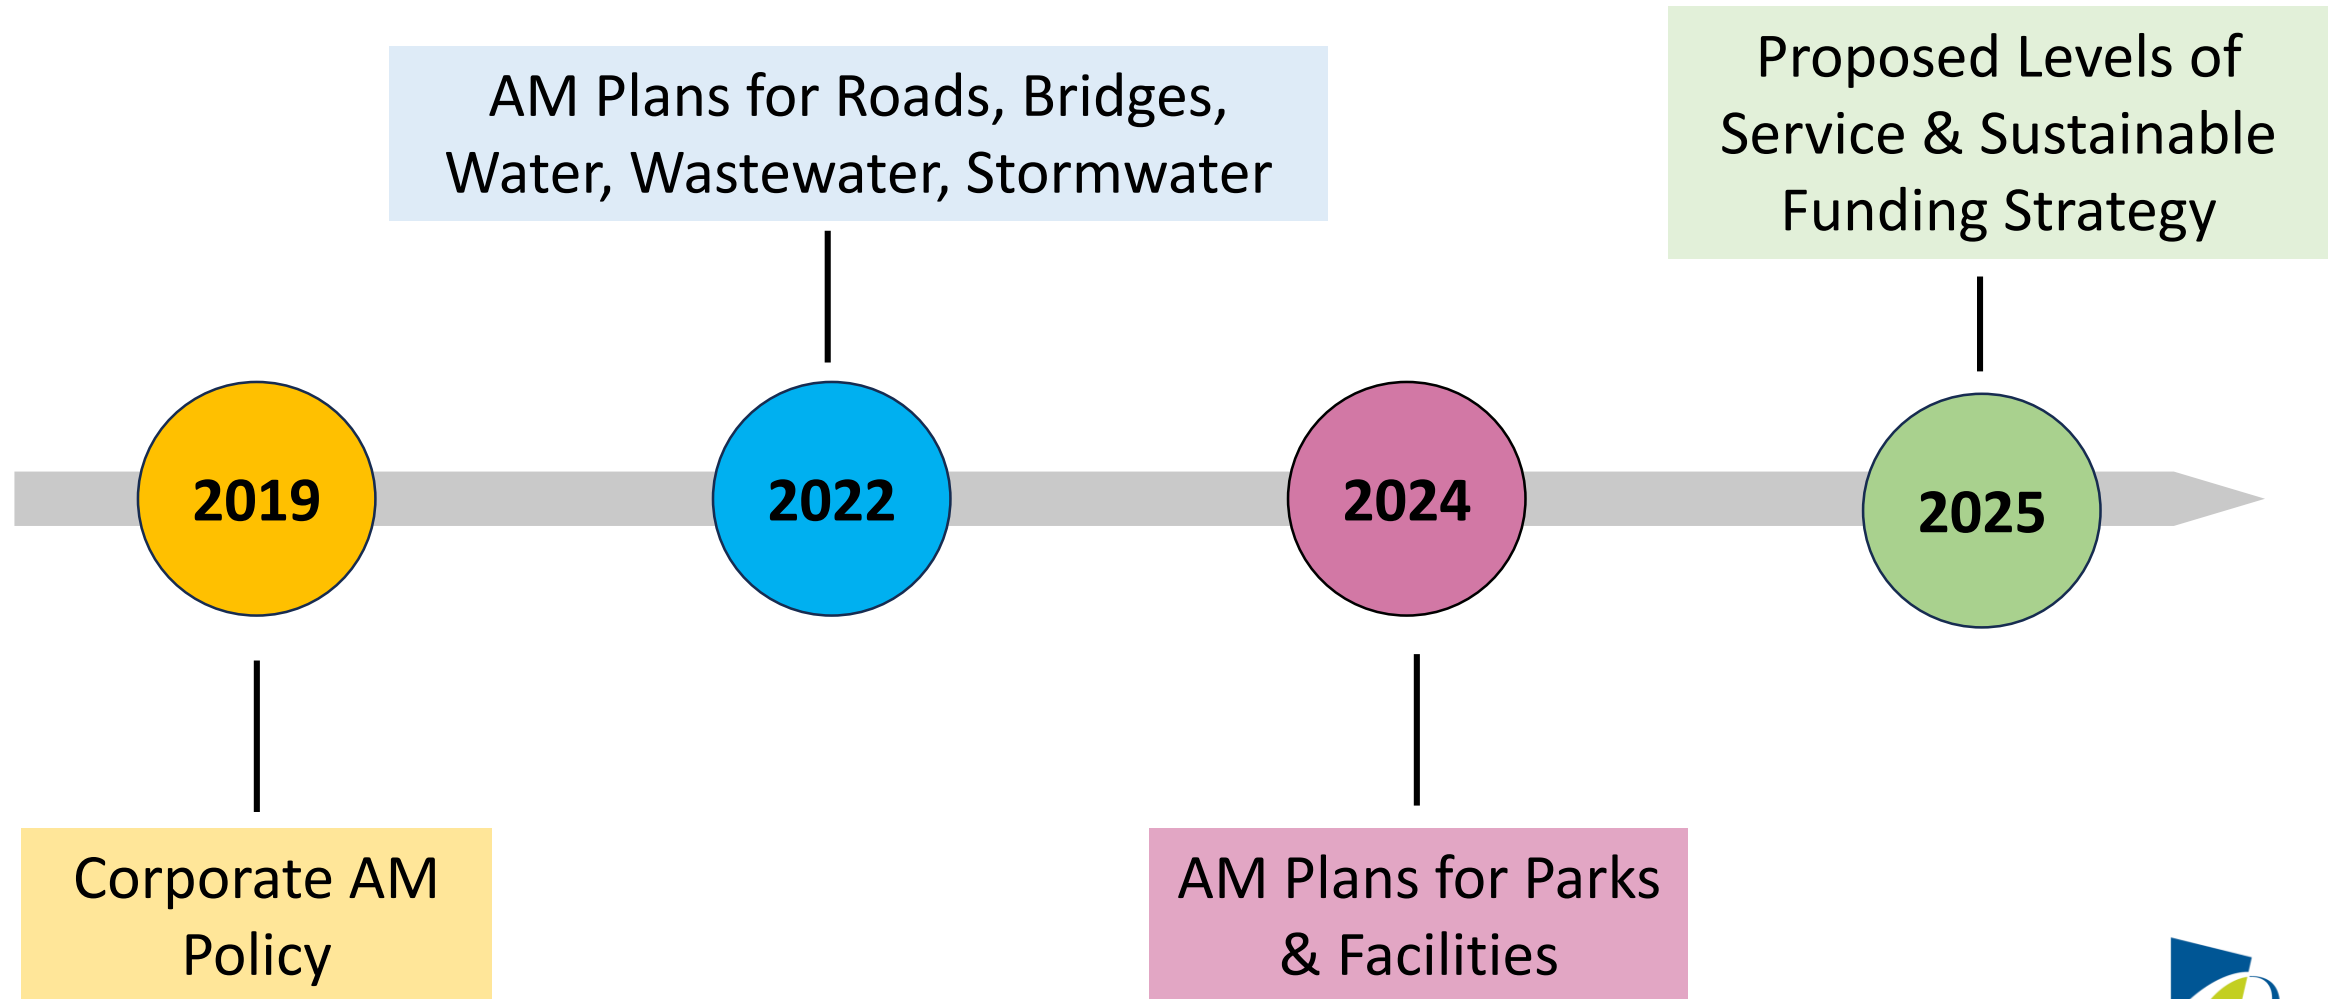 Proposed Levels of
Service & Sustainable
Funding Strategy
AM Plans for Roads, Bridges,
Water, Wastewater, Stormwater
2019
2022
2024
2025
Corporate AM
Policy
AM Plans for Parks
& Facilities